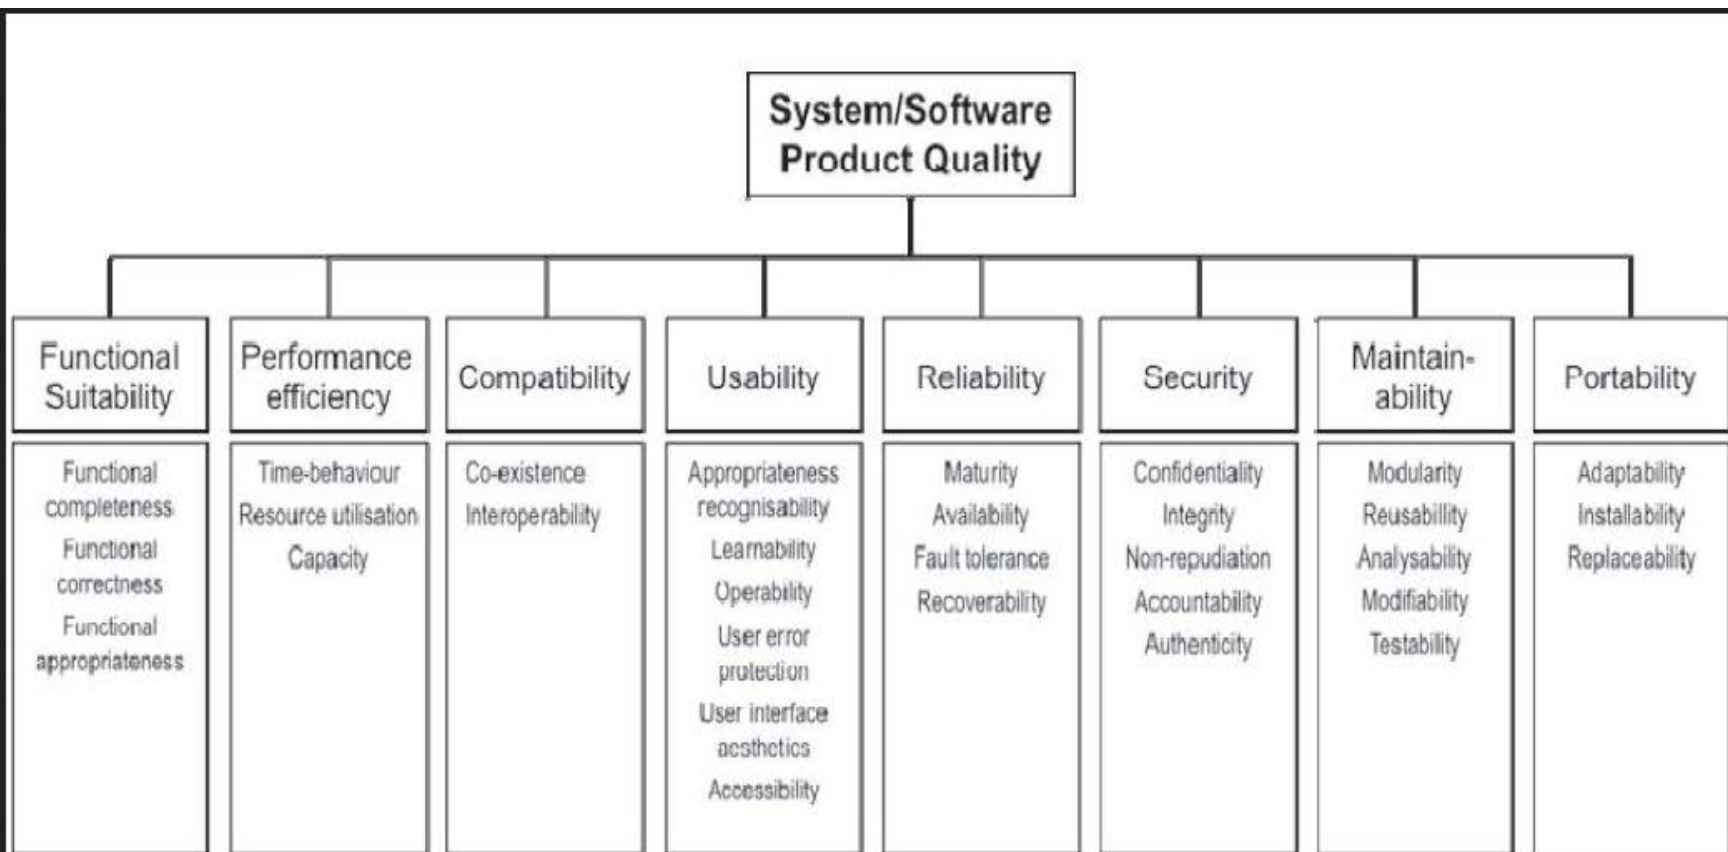 System/Software
Product Quality
Functional
Suitability
Performance
efficiency
Compatibility
Usability
Reliability
Security
Maintain-
ability
Portability
Functional
completeness
Functional
correctness
Functional
appropriateness
Time-behaviour
Resource utilisation
Capacity
Co-existence
Interoperability
Appropriateness
recognisability
Learnability
Operability
User error
protection
User interface
aesthetics
Accessibility
Maturity
Availability
Fault tolerance
Recoverability
Confidentiality
Integrity
Non-repudiation
Accountability
Authenticity
Modularity
Reusabillity
Analysability
Modifiability
Testability
Adaptability
Installability
Replaceability